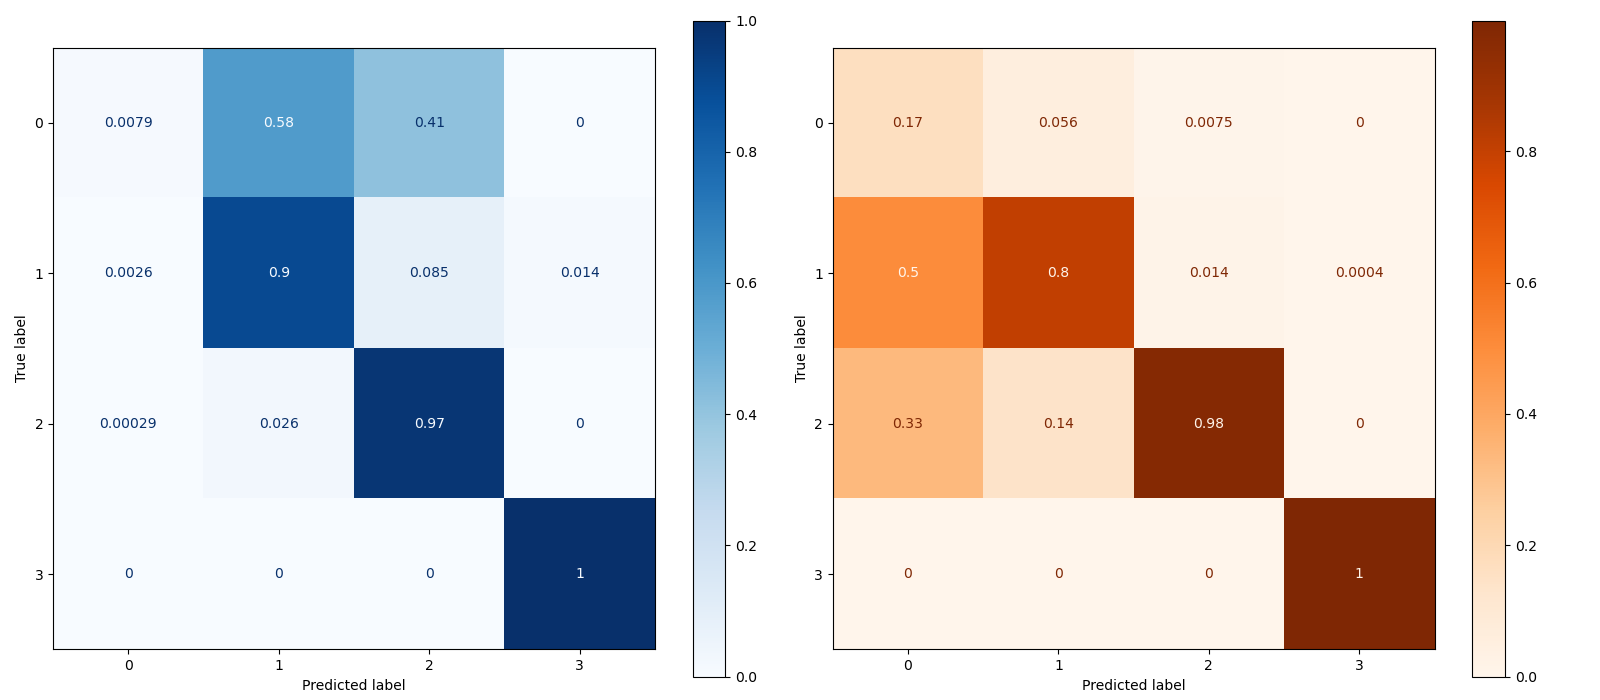 1.0
0.8
0.6
0.4
0.2
0.0
0 0.0079 0.58 0.41 0
1 0.0026 0.9 0.085 0.014
2 0.00029 0.026 0.97 0
3 0 0 0 1
0 1 2 3
True label
Predicted label
0.8
0.6
0.4
0.2
0.0
0 0.17 0.056 0.0075 0
1 0.5 0.8 0.014 0.0004
2 0.33 0.14 0.98 0
3 0 0 0 1
0 1 2 3
True label
Predicted label